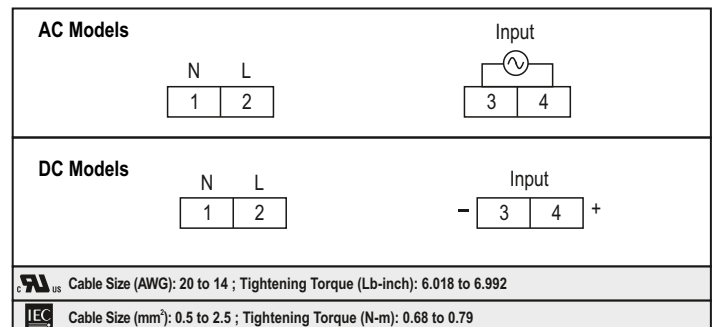 AC Models
Input
N L
1 2
3 4
DC Models
Input
N L
1 2
− 3 4 +
c RU us Cable Size (AWG): 20 to 14 ; Tightening Torque (Lb-inch): 6.018 to 6.992
IEC Cable Size (mm²): 0.5 to 2.5 ; Tightening Torque (N-m): 0.68 to 0.79